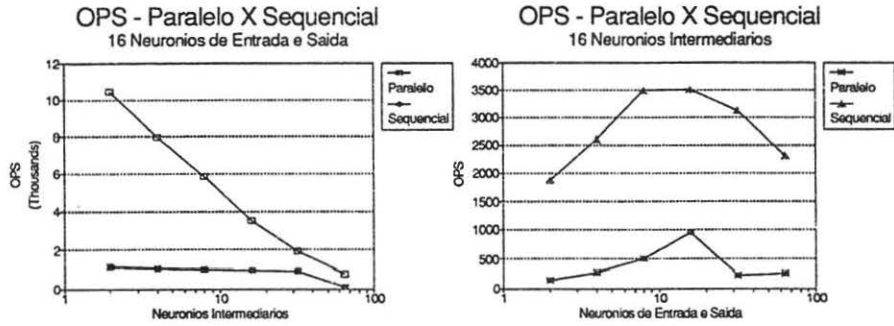 OPS - Paralelo X Sequencial
16 Neuronios de Entrada e Saida
12
10
8
6
4
2
0
OPS
(Thousands)
1
10
100
Neuronios Intermediarios
Paralelo
Sequencial
OPS - Paralelo X Sequencial
16 Neuronios Intermediarios
4000
3500
3000
2500
2000
1500
1000
500
0
OPS
1
10
100
Neuronios de Entrada e Saida
Paralelo
Sequencial